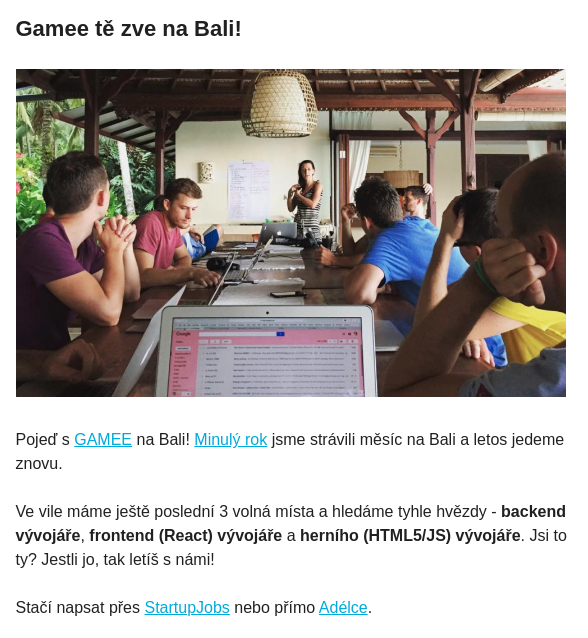 Gamee tě zve na Bali!
Pojeď s GAMEE na Bali! Minulý rok jsme strávili měsíc na Bali a letos jedeme
znovu.
Ve vile máme ještě poslední 3 volná místa a hledáme tyhle hvězdy - backend
vývojáře, frontend (React) vývojáře a herního (HTML5/JS) vývojáře. Jsi to
ty? Jestli jo, tak letíš s námi!
Stačí napsat přes StartupJobs nebo přímo Adélce.